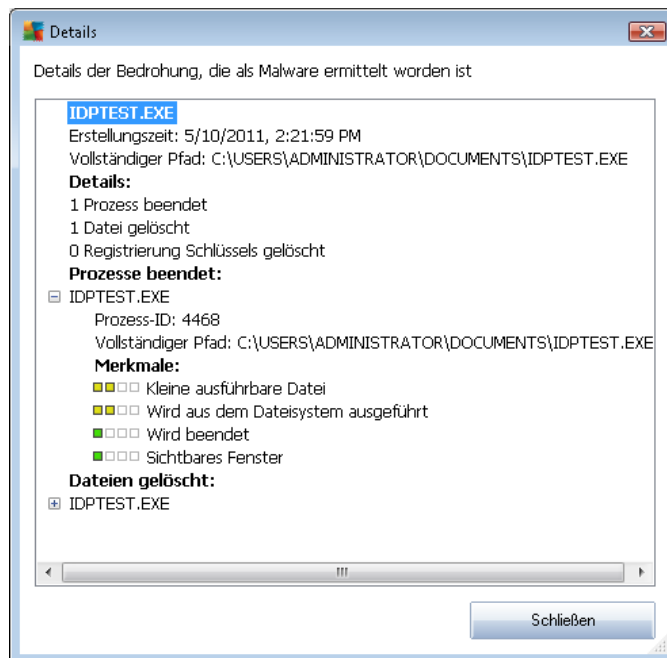 Details
Details der Bedrohung, die als Malware ermittelt worden ist
IDPTEST.EXE
Erstellungszeit: 5/10/2011, 2:21:59 PM
Vollständiger Pfad: C:\USERS\ADMINISTRATOR\DOCUMENTS\IDPTEST.EXE
Details:
1 Prozess beendet
1 Datei gelöscht
0 Registrierung Schlüssels gelöscht
Prozesse beendet:
IDPTEST.EXE
Prozess-ID: 4468
Vollständiger Pfad: C:\USERS\ADMINISTRATOR\DOCUMENTS\IDPTEST.EXE
Merkmale:
Kleine ausführbare Datei
Wird aus dem Dateisystem ausgeführt
Wird beendet
Sichtbares Fenster
Dateien gelöscht:
IDPTEST.EXE
Schließen